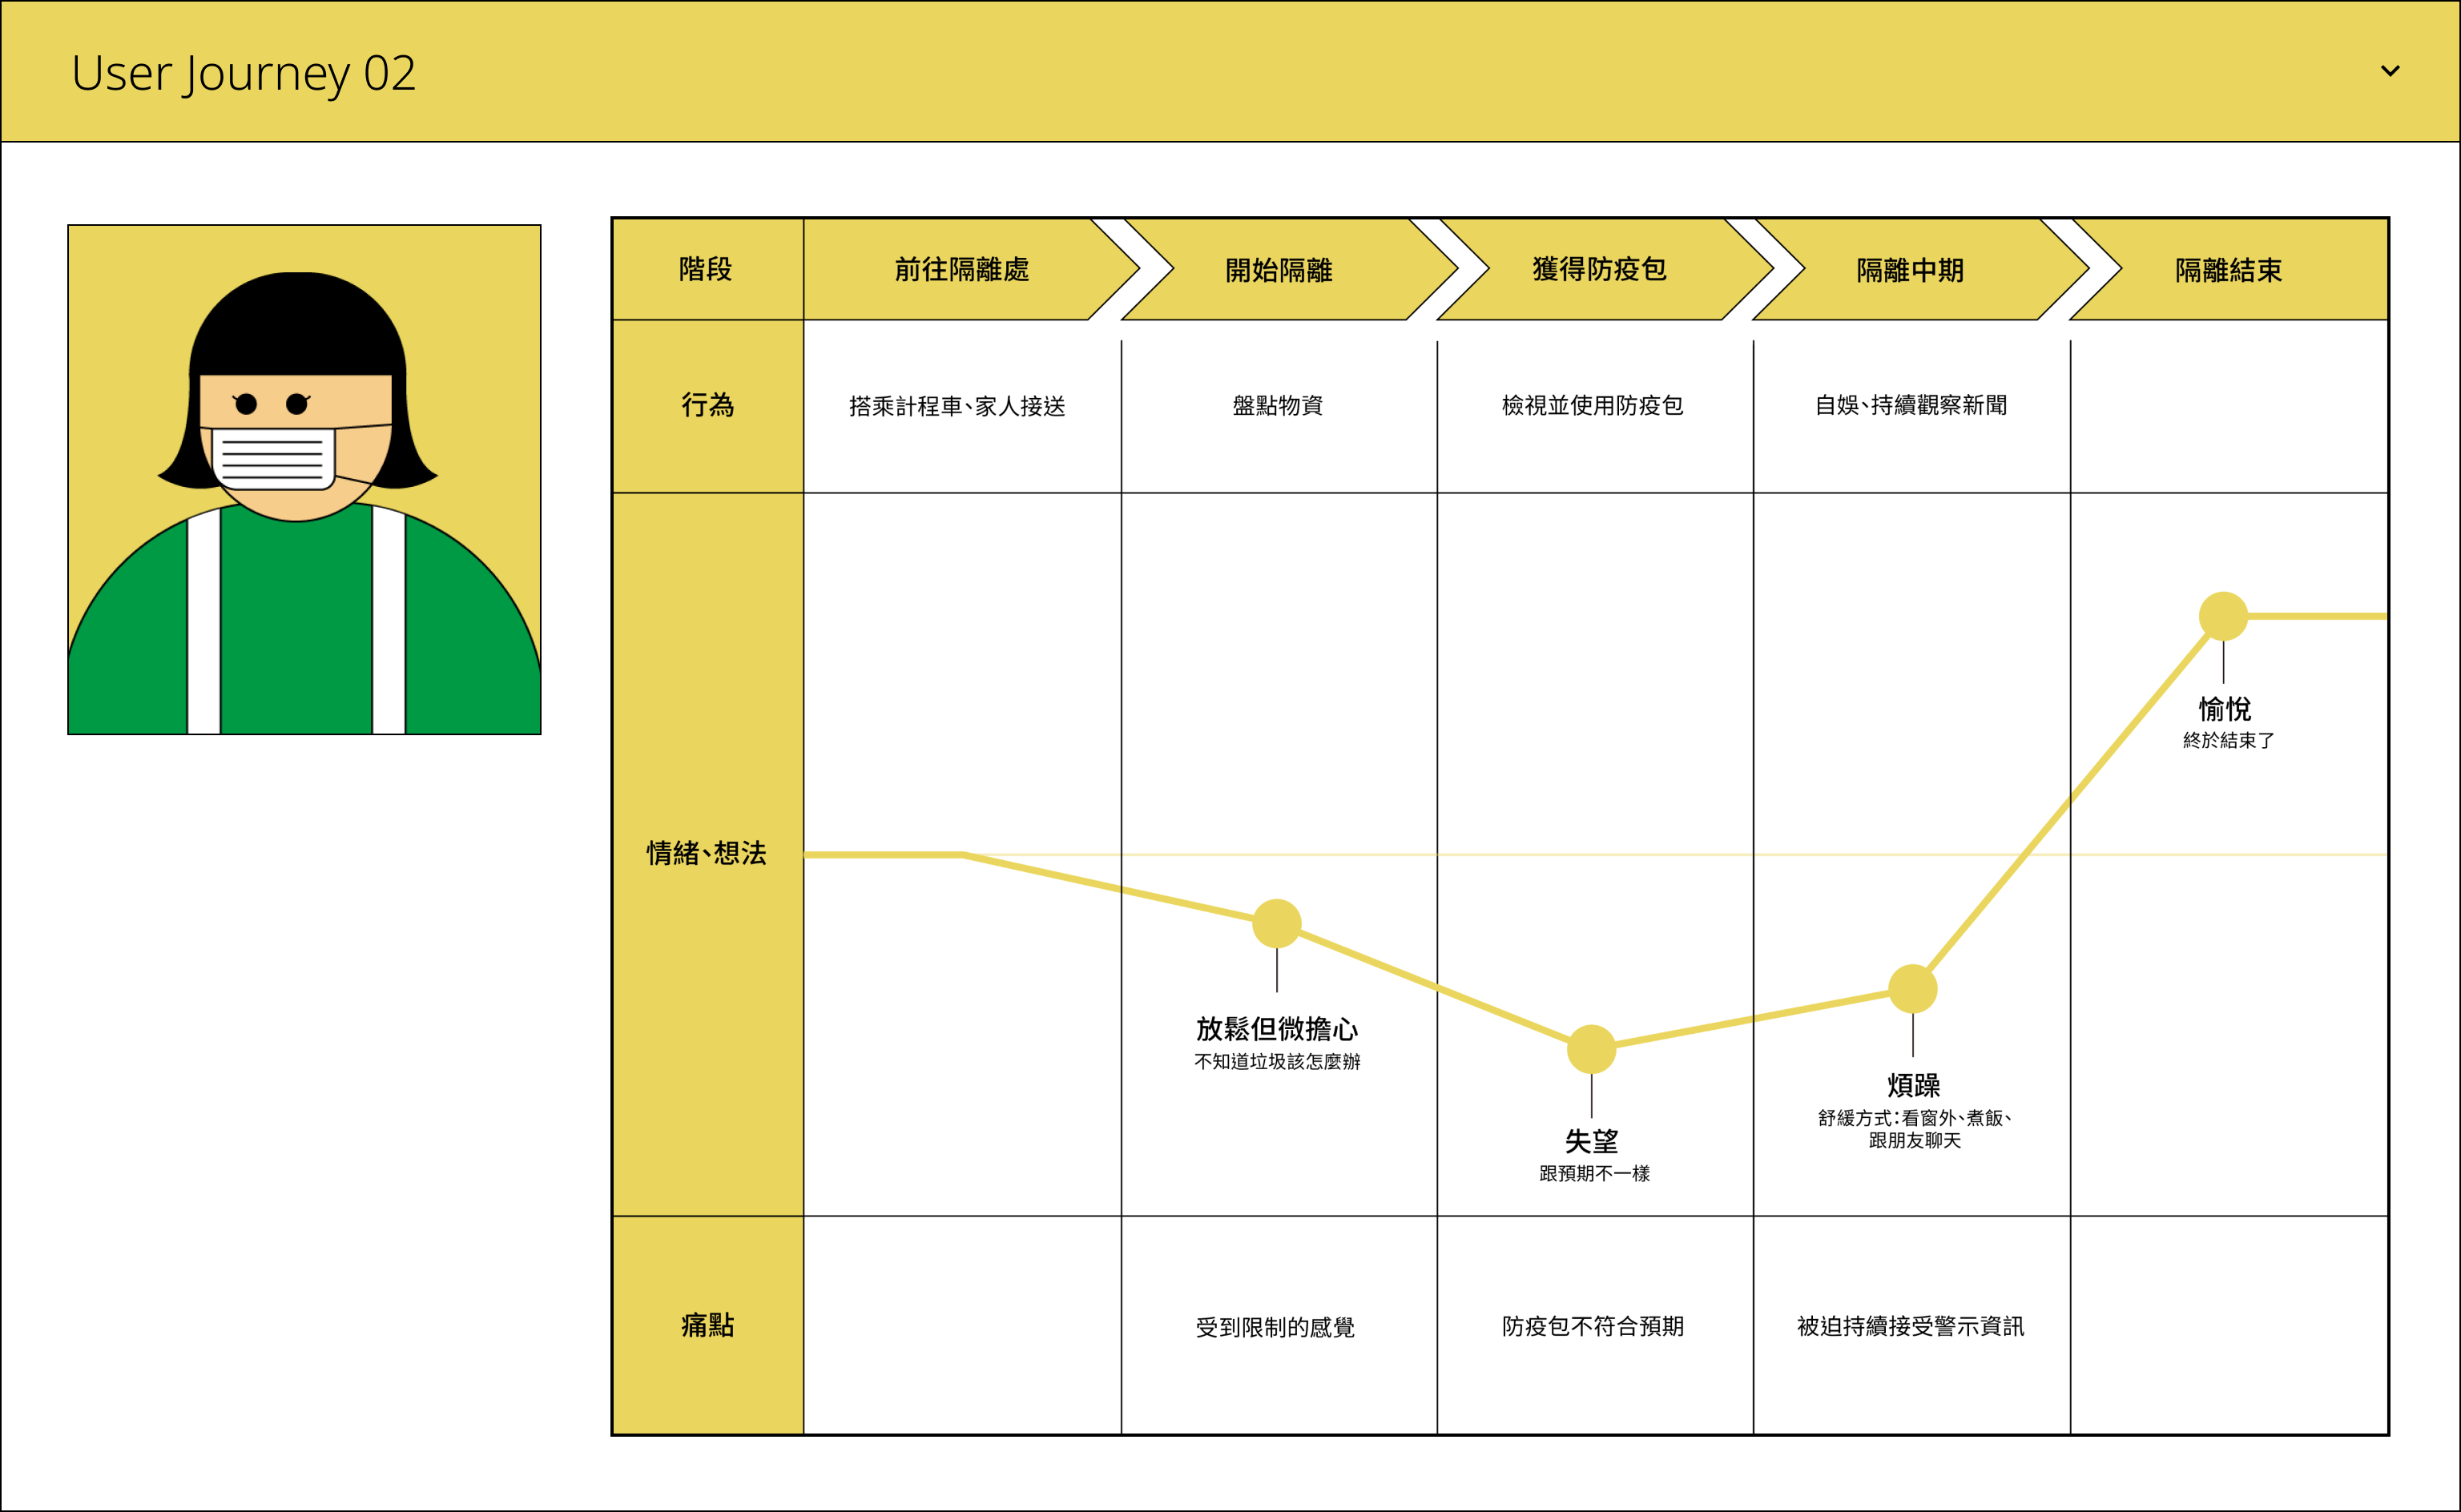 User Journey 02
階段
前往隔離處
開始隔離
獲得防疫包
隔離中期
隔離結束
行為
搭乘計程車、家人接送
盤點物資
檢視並使用防疫包
自娛、持續觀察新聞
情緒、想法
放鬆但微擔心
不知道垃圾該怎麼辦
失望
跟預期不一樣
煩躁
舒緩方式：看窗外、煮飯、
跟朋友聊天
愉悅
終於結束了
痛點
受到限制的感覺
防疫包不符合預期
被迫持續接受警示資訊